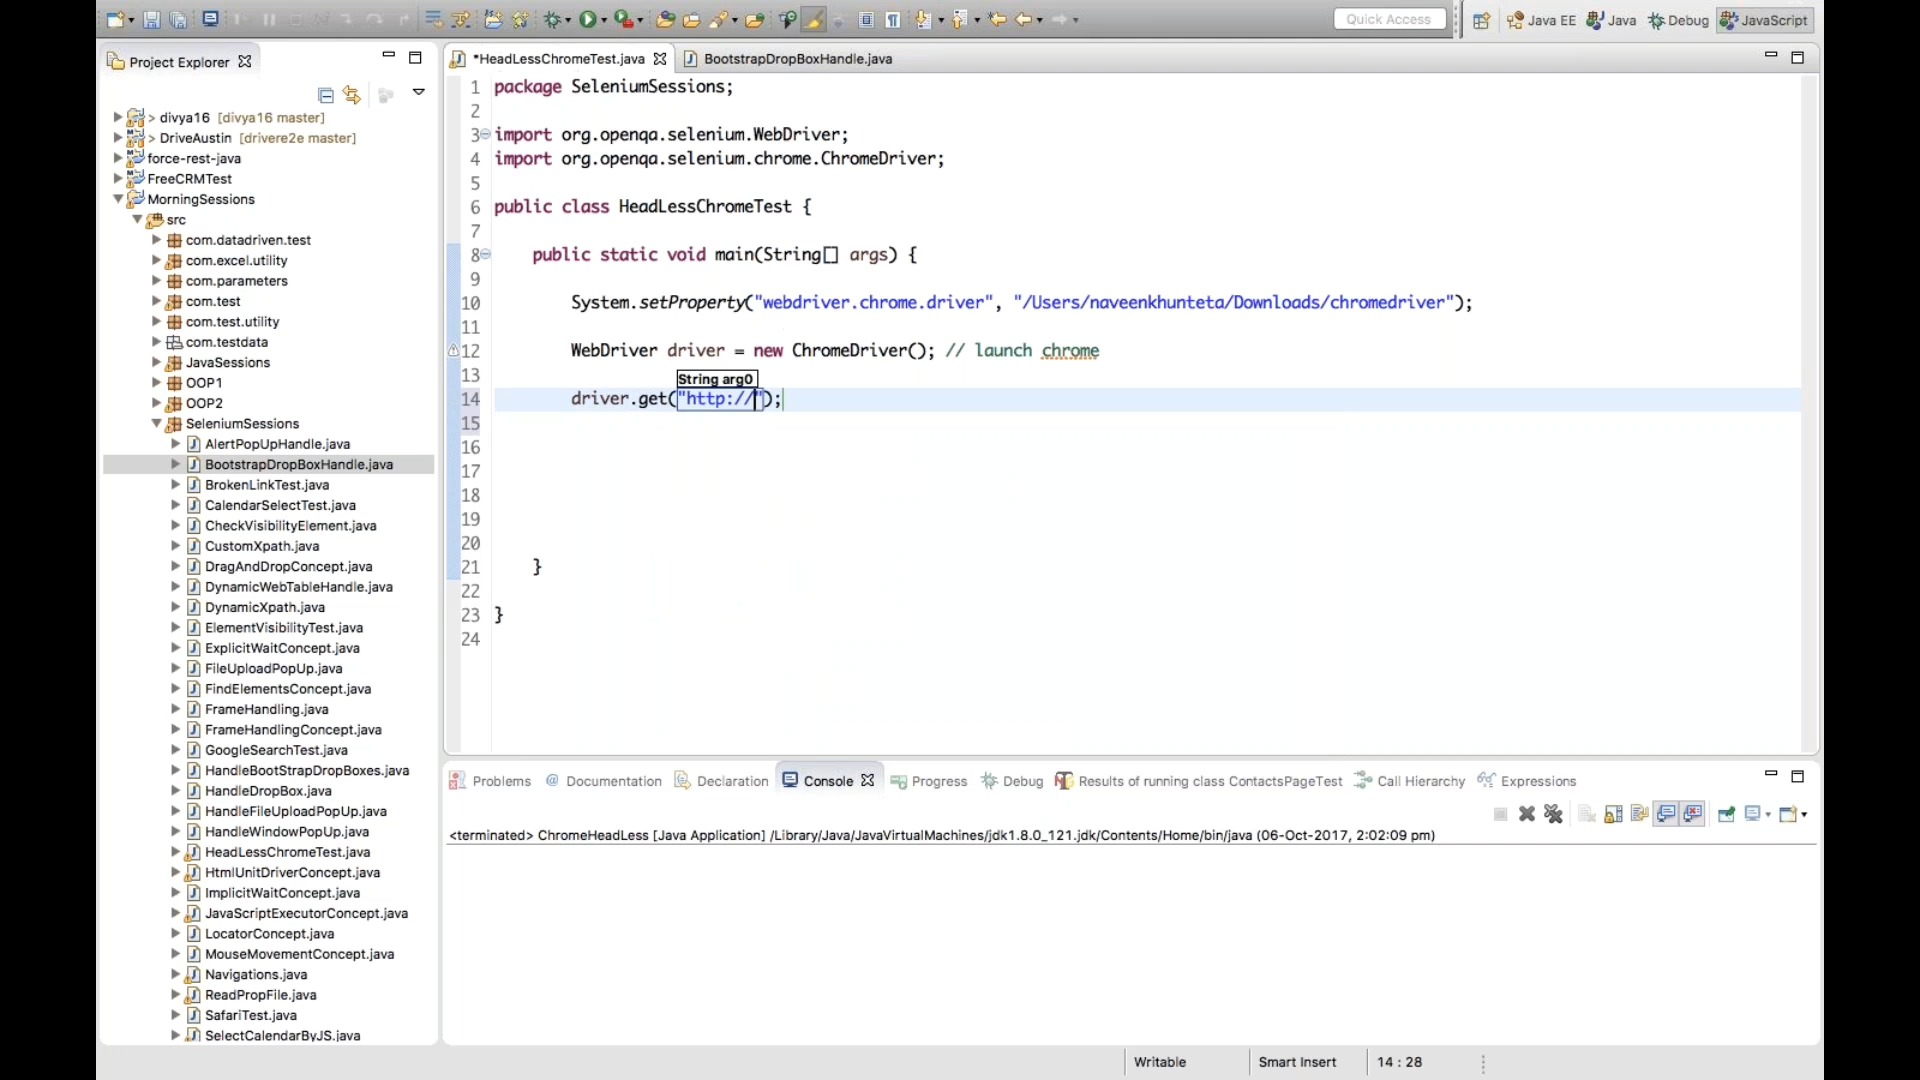 Quick Access
Java EE
Java
Debug
JavaScript
Project Explorer
> divya16 [divya16 master]
> DriveAustin [drivere2e master]
force-rest-java
FreeCRMTest
MorningSessions
src
com.datadriven.test
com.excel.utility
com.parameters
com.test
com.test.utility
com.testdata
JavaSessions
OOP1
OOP2
SeleniumSessions
AlertPopUpHandle.java
BootstrapDropBoxHandle.java
BrokenLinkTest.java
CalendarSelectTest.java
CheckVisibilityElement.java
CustomXpath.java
DragAndDropConcept.java
DynamicWebTableHandle.java
DynamicXpath.java
ElementVisibilityTest.java
ExplicitWaitConcept.java
FileUploadPopUp.java
FindElementsConcept.java
FrameHandling.java
FrameHandlingConcept.java
GoogleSearchTest.java
HandleBootStrapDropBoxes.java
HandleDropBox.java
HandleFileUploadPopUp.java
HandleWindowPopUp.java
HeadLessChromeTest.java
HtmlUnitDriverConcept.java
ImplicitWaitConcept.java
JavaScriptExecutorConcept.java
LocatorConcept.java
MouseMovementConcept.java
Navigations.java
ReadPropFile.java
SafariTest.java
SelectCalendarByJS.java
*HeadLessChromeTest.java
BootstrapDropBoxHandle.java
1 package SeleniumSessions;
2
3 import org.openqa.selenium.WebDriver;
4 import org.openqa.selenium.chrome.ChromeDriver;
5
6 public class HeadLessChromeTest {
7
8 public static void main(String[] args) {
9
10 System.setProperty("webdriver.chrome.driver", "/Users/naveenkhunteta/Downloads/chromedriver");
11
12 WebDriver driver = new ChromeDriver(); // launch chrome
13
String arg0
14 driver.get("http://");
15
16
17
18
19
20
21 }
22
23 }
24
Problems
@ Documentation
Declaration
Console
Progress
Debug
Results of running class ContactsPageTest
Call Hierarchy
Expressions
<terminated> ChromeHeadLess [Java Application] /Library/Java/JavaVirtualMachines/jdk1.8.0_121.jdk/Contents/Home/bin/java (06-Oct-2017, 2:02:09 pm)
Writable
Smart Insert
14 : 28